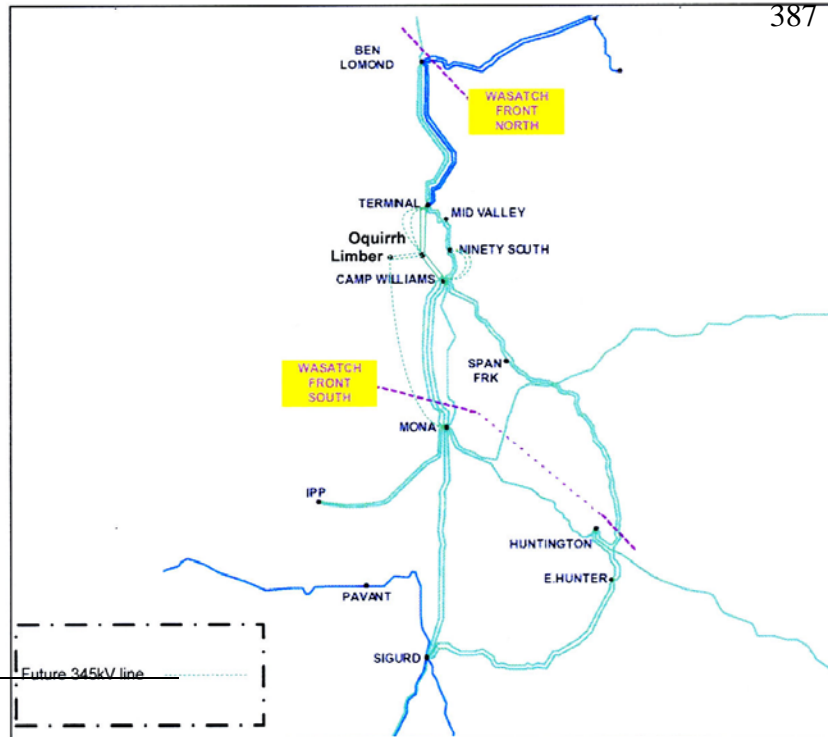 387
BEN
LOMOND
WASATCH
FRONT
NORTH
TERMINAL
MID VALLEY
Oquirrh
NINETY SOUTH
Limber
CAMP WILLIAMS
SPAN
FRK
WASATCH
FRONT
SOUTH
MONA
IPP
HUNTINGTON
E.HUNTER
PAVANT
SIGURD
Future 345kV line